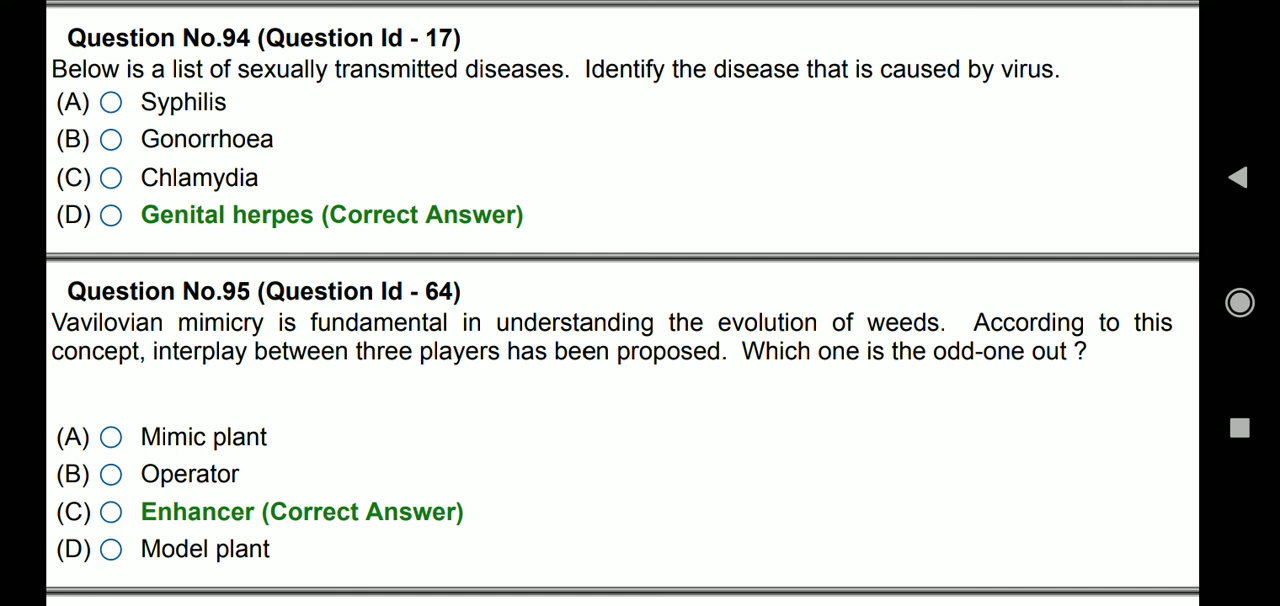 Question No.94 (Question Id - 17)
Below is a list of sexually transmitted diseases.  Identify the disease that is caused by virus.
(A) Syphilis
(B) Gonorrhoea
(C) Chlamydia
(D) Genital herpes (Correct Answer)
Question No.95 (Question Id - 64)
Vavilovian mimicry is fundamental in understanding the evolution of weeds.  According to this
concept, interplay between three players has been proposed.  Which one is the odd-one out ?
(A) Mimic plant
(B) Operator
(C) Enhancer (Correct Answer)
(D) Model plant